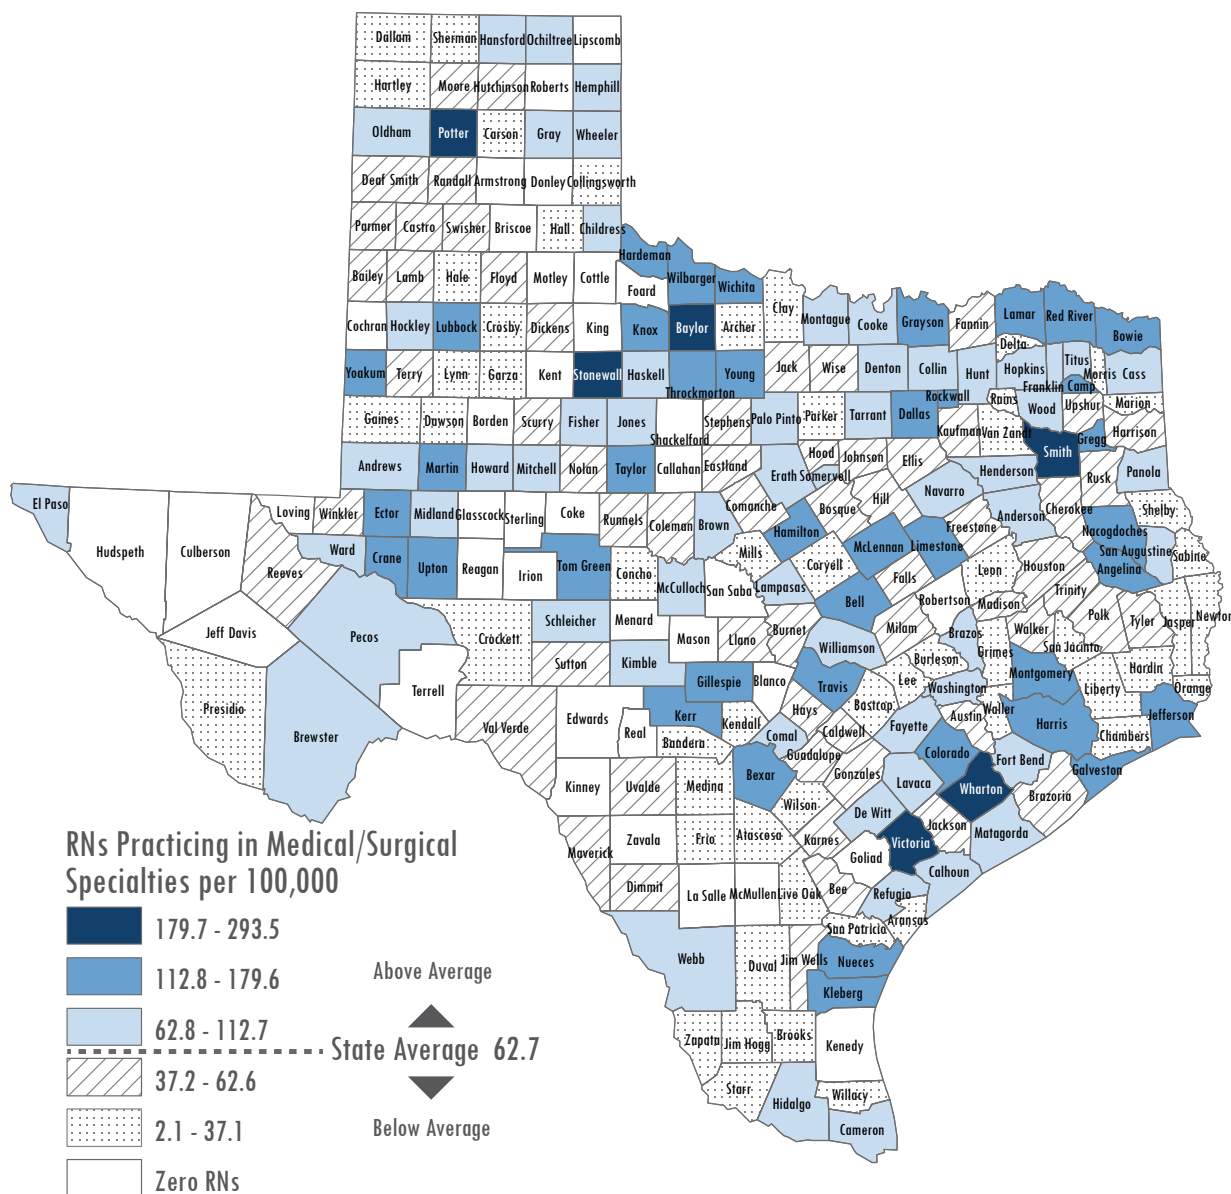 Dallam Sherman Hansford Ochiltree Lipscomb
Hartley Moore Hutchinson Roberts Hemphill
Oldham Potter Carson Gray Wheeler
Deaf Smith Randall Armstrong Donley Collingsworth
Parmer Castro Swisher Briscoe Hall Childress
Hardeman
Bailey Lamb Hale Floyd Motley Cottle Foard Wilbarger Wichita
Cochran Hockley Lubbock Crosby Dickens King Knox Baylor Archer Clay Montague Cooke Grayson Fannin Lamar Red River Bowie
Delta
Yoakum Terry Lynn Garza Kent Stonewall Haskell Throckmorton Young Jack Wise Denton Collin Hunt Hopkins Titus Morris Cass
Franklin Camp
Rockwall Rains Wood Upshur Marion
Gaines Dawson Borden Scurry Fisher Jones Shackelford Stephens Palo Pinto Parker Tarrant Dallas Kaufman Van Zandt Smith Gregg Harrison
Andrews Martin Howard Mitchell Nolan Taylor Callahan Eastland Erath Hood Somervell Johnson Ellis Henderson Rusk Panola
El Paso Hudspeth Culberson Loving Winkler Ector Midland Glasscock Sterling Coke Runnels Coleman Brown Comanche Bosque Hill Navarro Freestone Anderson Cherokee Nacogdoches Shelby
Reeves Ward Crane Upton Reagan Irion Tom Green Concho McCulloch San Saba Mills Hamilton Coryell McLennan Limestone Leon Houston Angelina San Augustine Sabine
Jeff Davis Pecos Crockett Schleicher Menard Mason Llano Lampasas Burnet Bell Falls Milam Robertson Madison Trinity Walker Polk Tyler Jasper Newton
Presidio Brewster Terrell Sutton Kimble Gillespie Blanco Williamson Travis Burleson Brazos Grimes San Jacinto Hardin
Lee Washington Montgomery Liberty Orange
Val Verde Edwards Real Kerr Kendall Bandera Comal Hays Caldwell Bastrop Fayette Austin Waller Harris Chambers Jefferson
Kinney Uvalde Medina Bexar Guadalupe Gonzales Lavaca Colorado Fort Bend Galveston
Wilson Wharton Brazoria
Maverick Zavala Frio Atascosa Karnes De Witt Jackson Matagorda
Victoria
Dimmit La Salle McMullen Live Oak Bee Goliad Refugio Calhoun
Aransas
San Patricio
Webb Duval Jim Wells Nueces
Kleberg
Zapata Jim Hogg Brooks Kenedy
Starr Hidalgo Willacy
Cameron
RNs Practicing in Medical/Surgical
Specialties per 100,000
179.7 - 293.5
112.8 - 179.6
Above Average
62.8 - 112.7
State Average 62.7
37.2 - 62.6
2.1 - 37.1
Below Average
Zero RNs